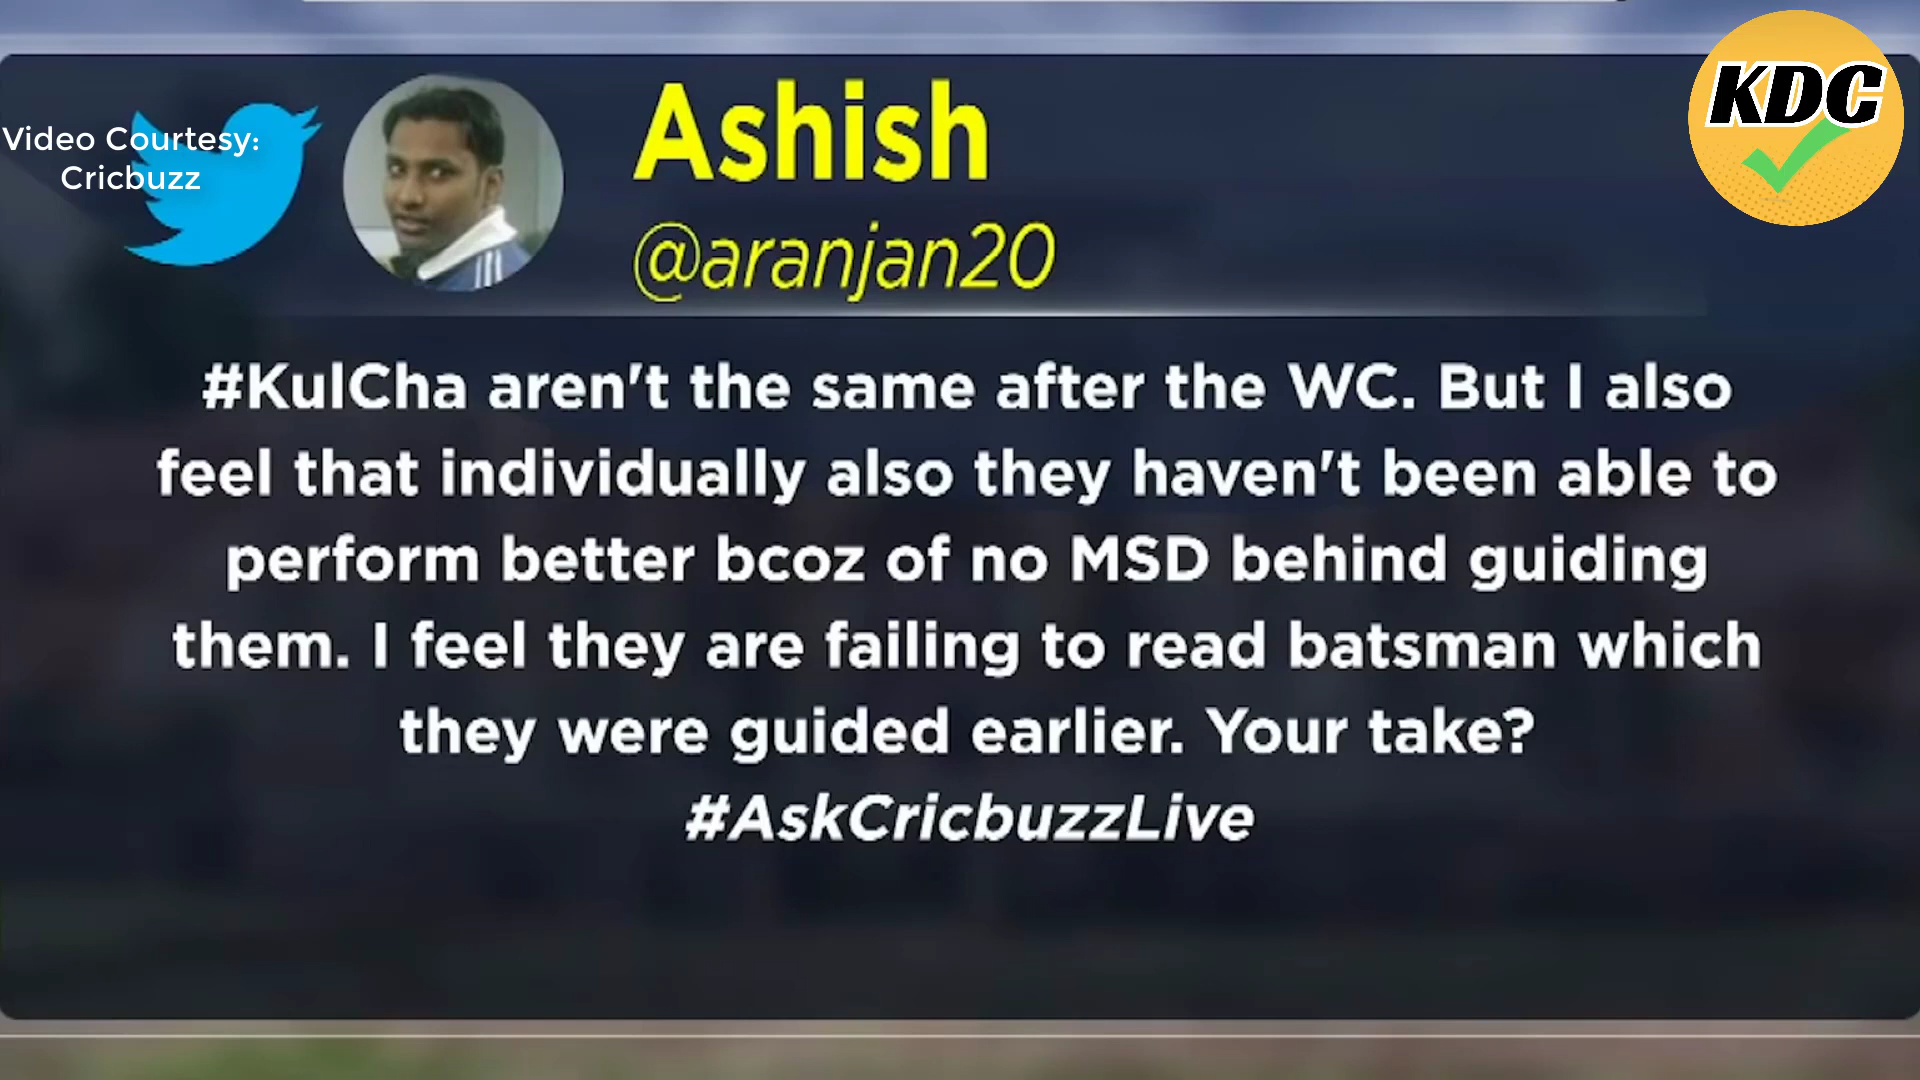 Video Courtesy:
Cricbuzz
KDC
Ashish
@aranjan20
#KulCha aren't the same after the WC. But I also
feel that individually also they haven't been able to
perform better bcoz of no MSD behind guiding
them. I feel they are failing to read batsman which
they were guided earlier. Your take?
#AskCricbuzzLive